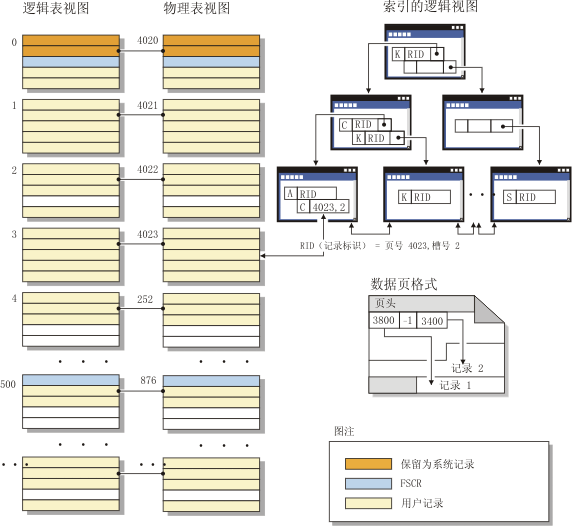 逻辑表视图
物理表视图
索引的逻辑视图
0
4020
K RID
1
4021
C RID
K RID
2
4022
A RID
C 4023,2
K RID
• • •
S RID
3
4023
RID（记录标识） = 页号 4023,槽号 2
4
252
数据页格式
页头
3800 -1 3400
记录 2
记录 1
• • •
• • •
500
876
• • •
• • •
• • •
• • •
图注
保留为系统记录
FSCR
用户记录